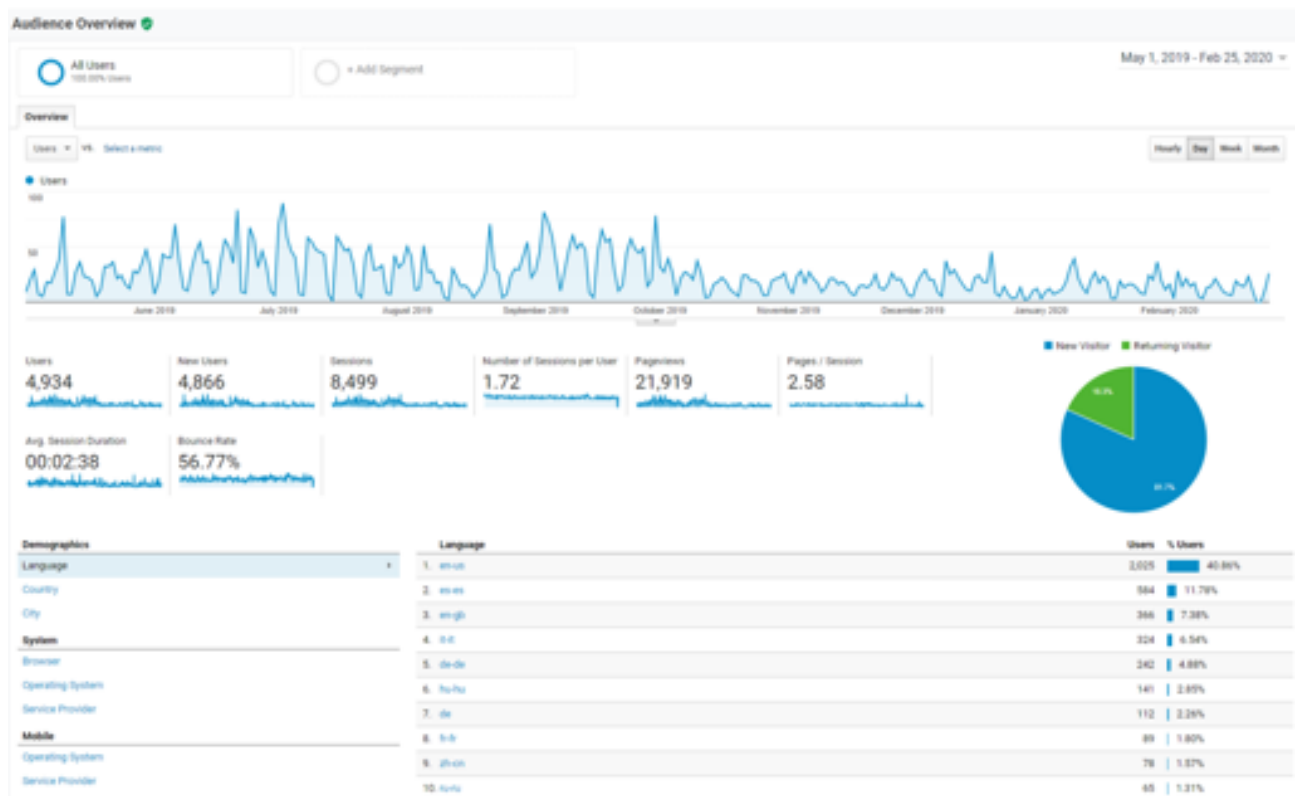 Audience Overview
All Users
100.00% Users
+ Add Segment
May 1, 2019 - Feb 25, 2020
Overview
Users VS. Select a metric
Hourly Day Week Month
Users
100
50
June 2019 July 2019 August 2019 September 2019 October 2019 November 2019 December 2019 January 2020 February 2020
New Visitor Returning Visitor
Users New Users Sessions Number of Sessions per User Pageviews Pages / Session
4,934 4,866 8,499 1.72 21,919 2.58
Avg. Session Duration Bounce Rate
00:02:38 56.77%
81.7%
Demographics
Language
Country
City
System
Browser
Operating System
Service Provider
Mobile
Operating System
Service Provider
Language Users % Users
1. en-us 2,025 40.86%
2. es-es 584 11.78%
3. en-gb 366 7.38%
4. it-it 324 6.54%
5. de-de 242 4.88%
6. hu-hu 141 2.85%
7. de 112 2.26%
8. fr-fr 89 1.80%
9. zh-cn 78 1.57%
10. ru-ru 65 1.31%